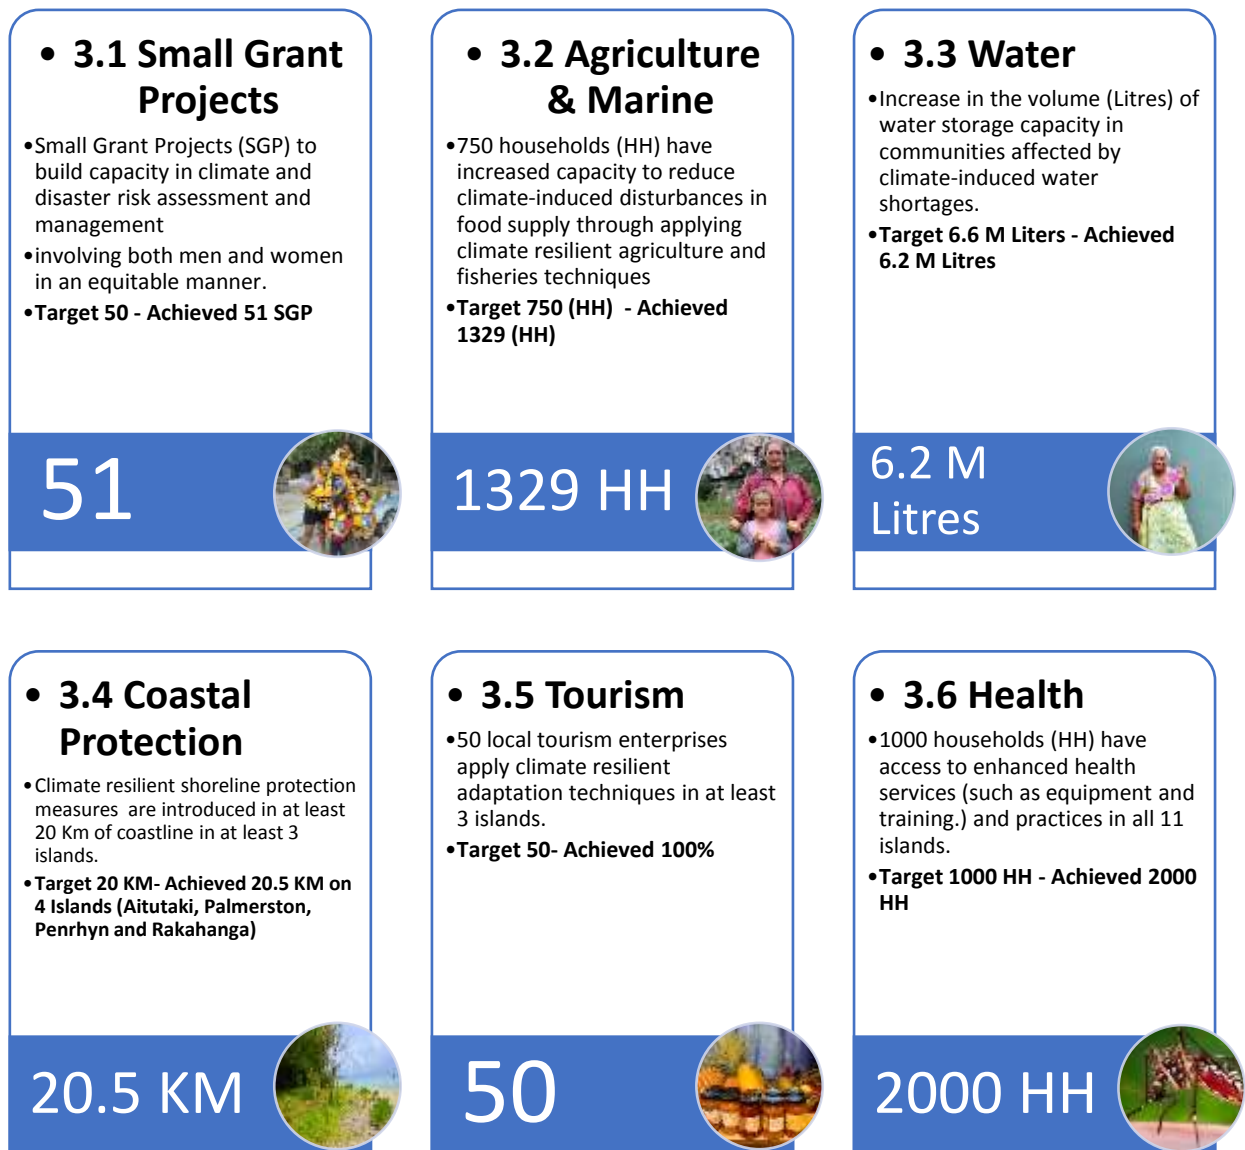 • 3.1 Small Grant
Projects
•Small Grant Projects (SGP) to
build capacity in climate and
disaster risk assessment and
management
•involving both men and women
in an equitable manner.
•Target 50 - Achieved 51 SGP
51
• 3.2 Agriculture
& Marine
•750 households (HH) have
increased capacity to reduce
climate-induced disturbances in
food supply through applying
climate resilient agriculture and
fisheries techniques
•Target 750 (HH)  - Achieved
1329 (HH)
1329 HH
• 3.3 Water
•Increase in the volume (Litres) of
water storage capacity in
communities affected by
climate-induced water
shortages.
•Target 6.6 M Liters - Achieved
6.2 M Litres
6.2 M
Litres
• 3.4 Coastal
Protection
•Climate resilient shoreline protection
measures  are introduced in at least
20 Km of coastline in at least 3
islands.
•Target 20 KM- Achieved 20.5 KM on
4 Islands (Aitutaki, Palmerston,
Penrhyn and Rakahanga)
20.5 KM
• 3.5 Tourism
•50 local tourism enterprises
apply climate resilient
adaptation techniques in at least
3 islands.
•Target 50- Achieved 100%
50
• 3.6 Health
•1000 households (HH) have
access to enhanced health
services (such as equipment and
training.) and practices in all 11
islands.
•Target 1000 HH - Achieved 2000
HH
2000 HH